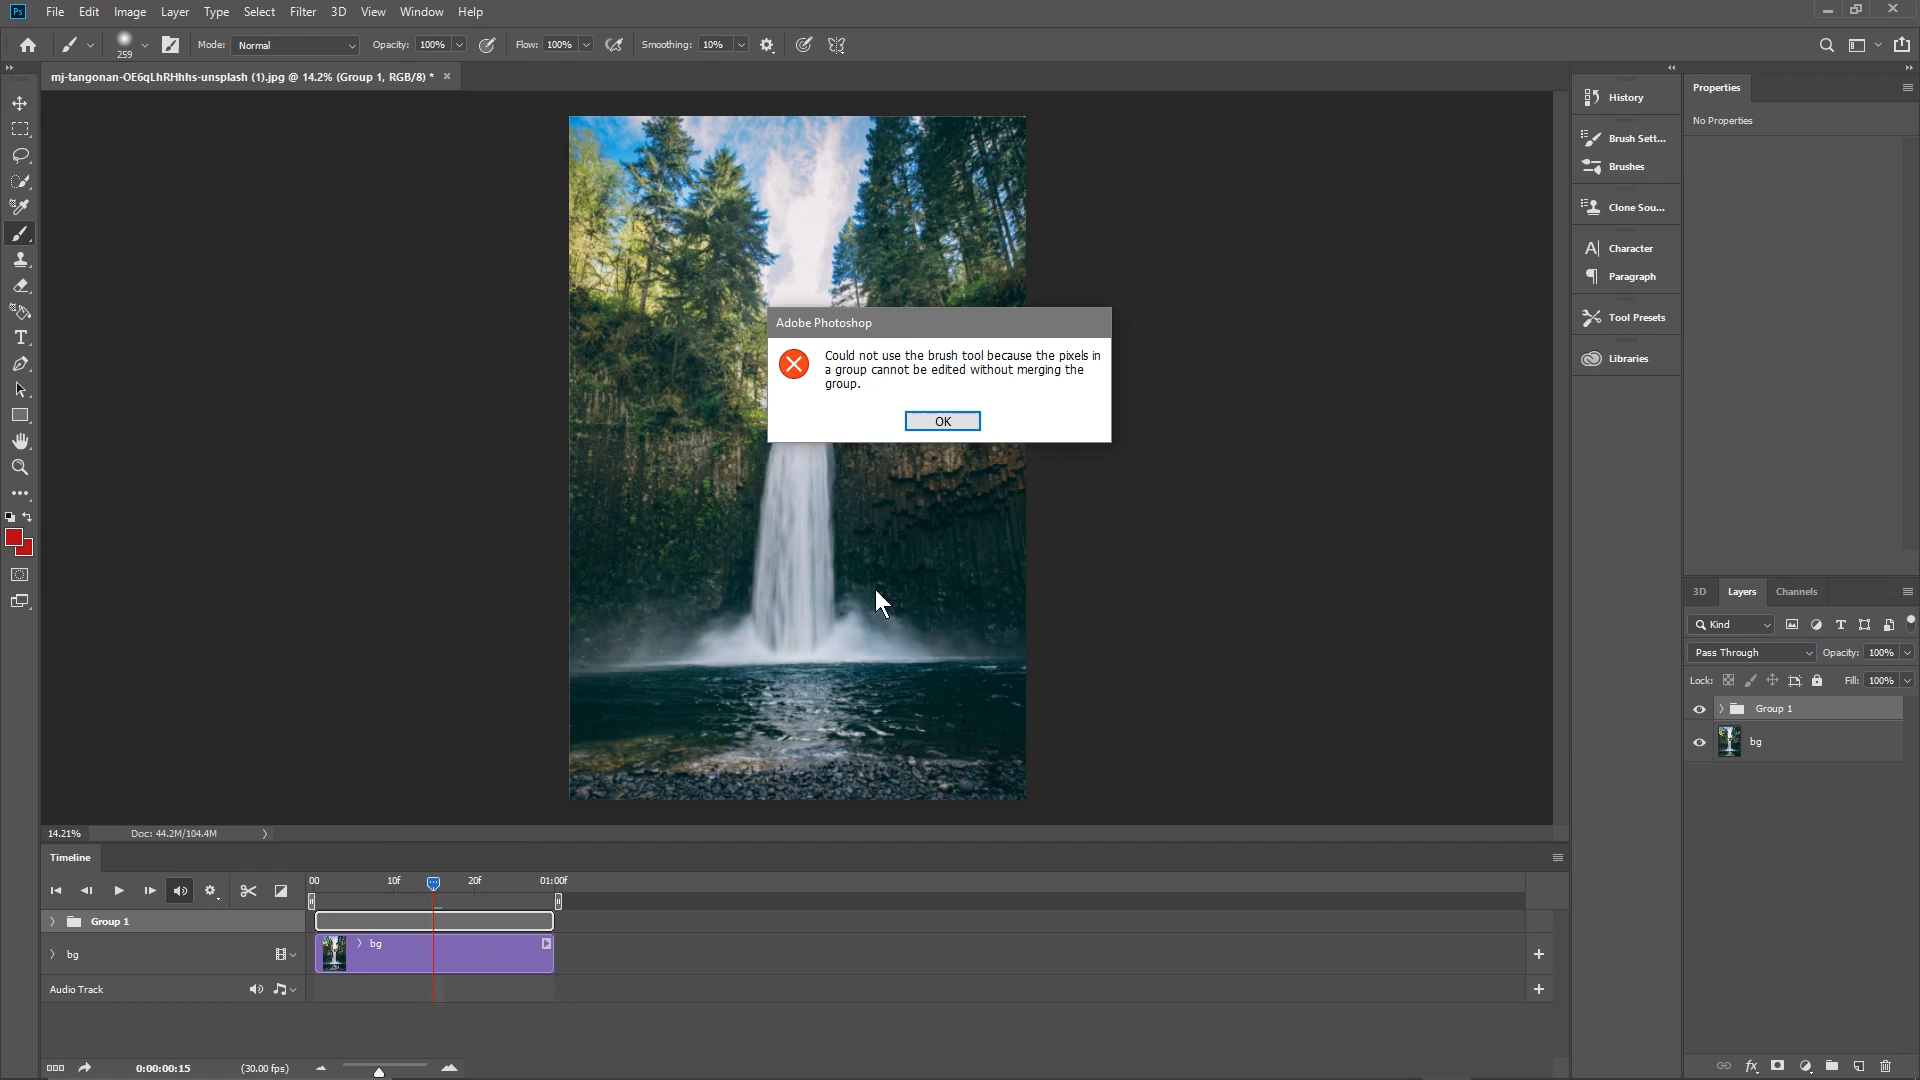 Ps File Edit Image Layer Type Select Filter 3D View Window Help
259 Mode: Normal Opacity: 100% Flow: 100% Smoothing: 10%
mj-tangonan-OE6qLhRHhhs-unsplash (1).jpg @ 14.2% (Group 1, RGB/8) *
History
Brush Sett...
Brushes
Clone Sou...
Character
Paragraph
Tool Presets
Libraries
Properties
No Properties
Adobe Photoshop
Could not use the brush tool because the pixels in
a group cannot be edited without merging the
group.
OK
3D Layers Channels
Kind
Pass Through Opacity: 100%
Lock: Fill: 100%
Group 1
bg
14.21% Doc: 44.2M/104.4M
Timeline
00 10f 20f 01:00f
Group 1
bg bg
Audio Track
0:00:00:15 (30.00 fps)